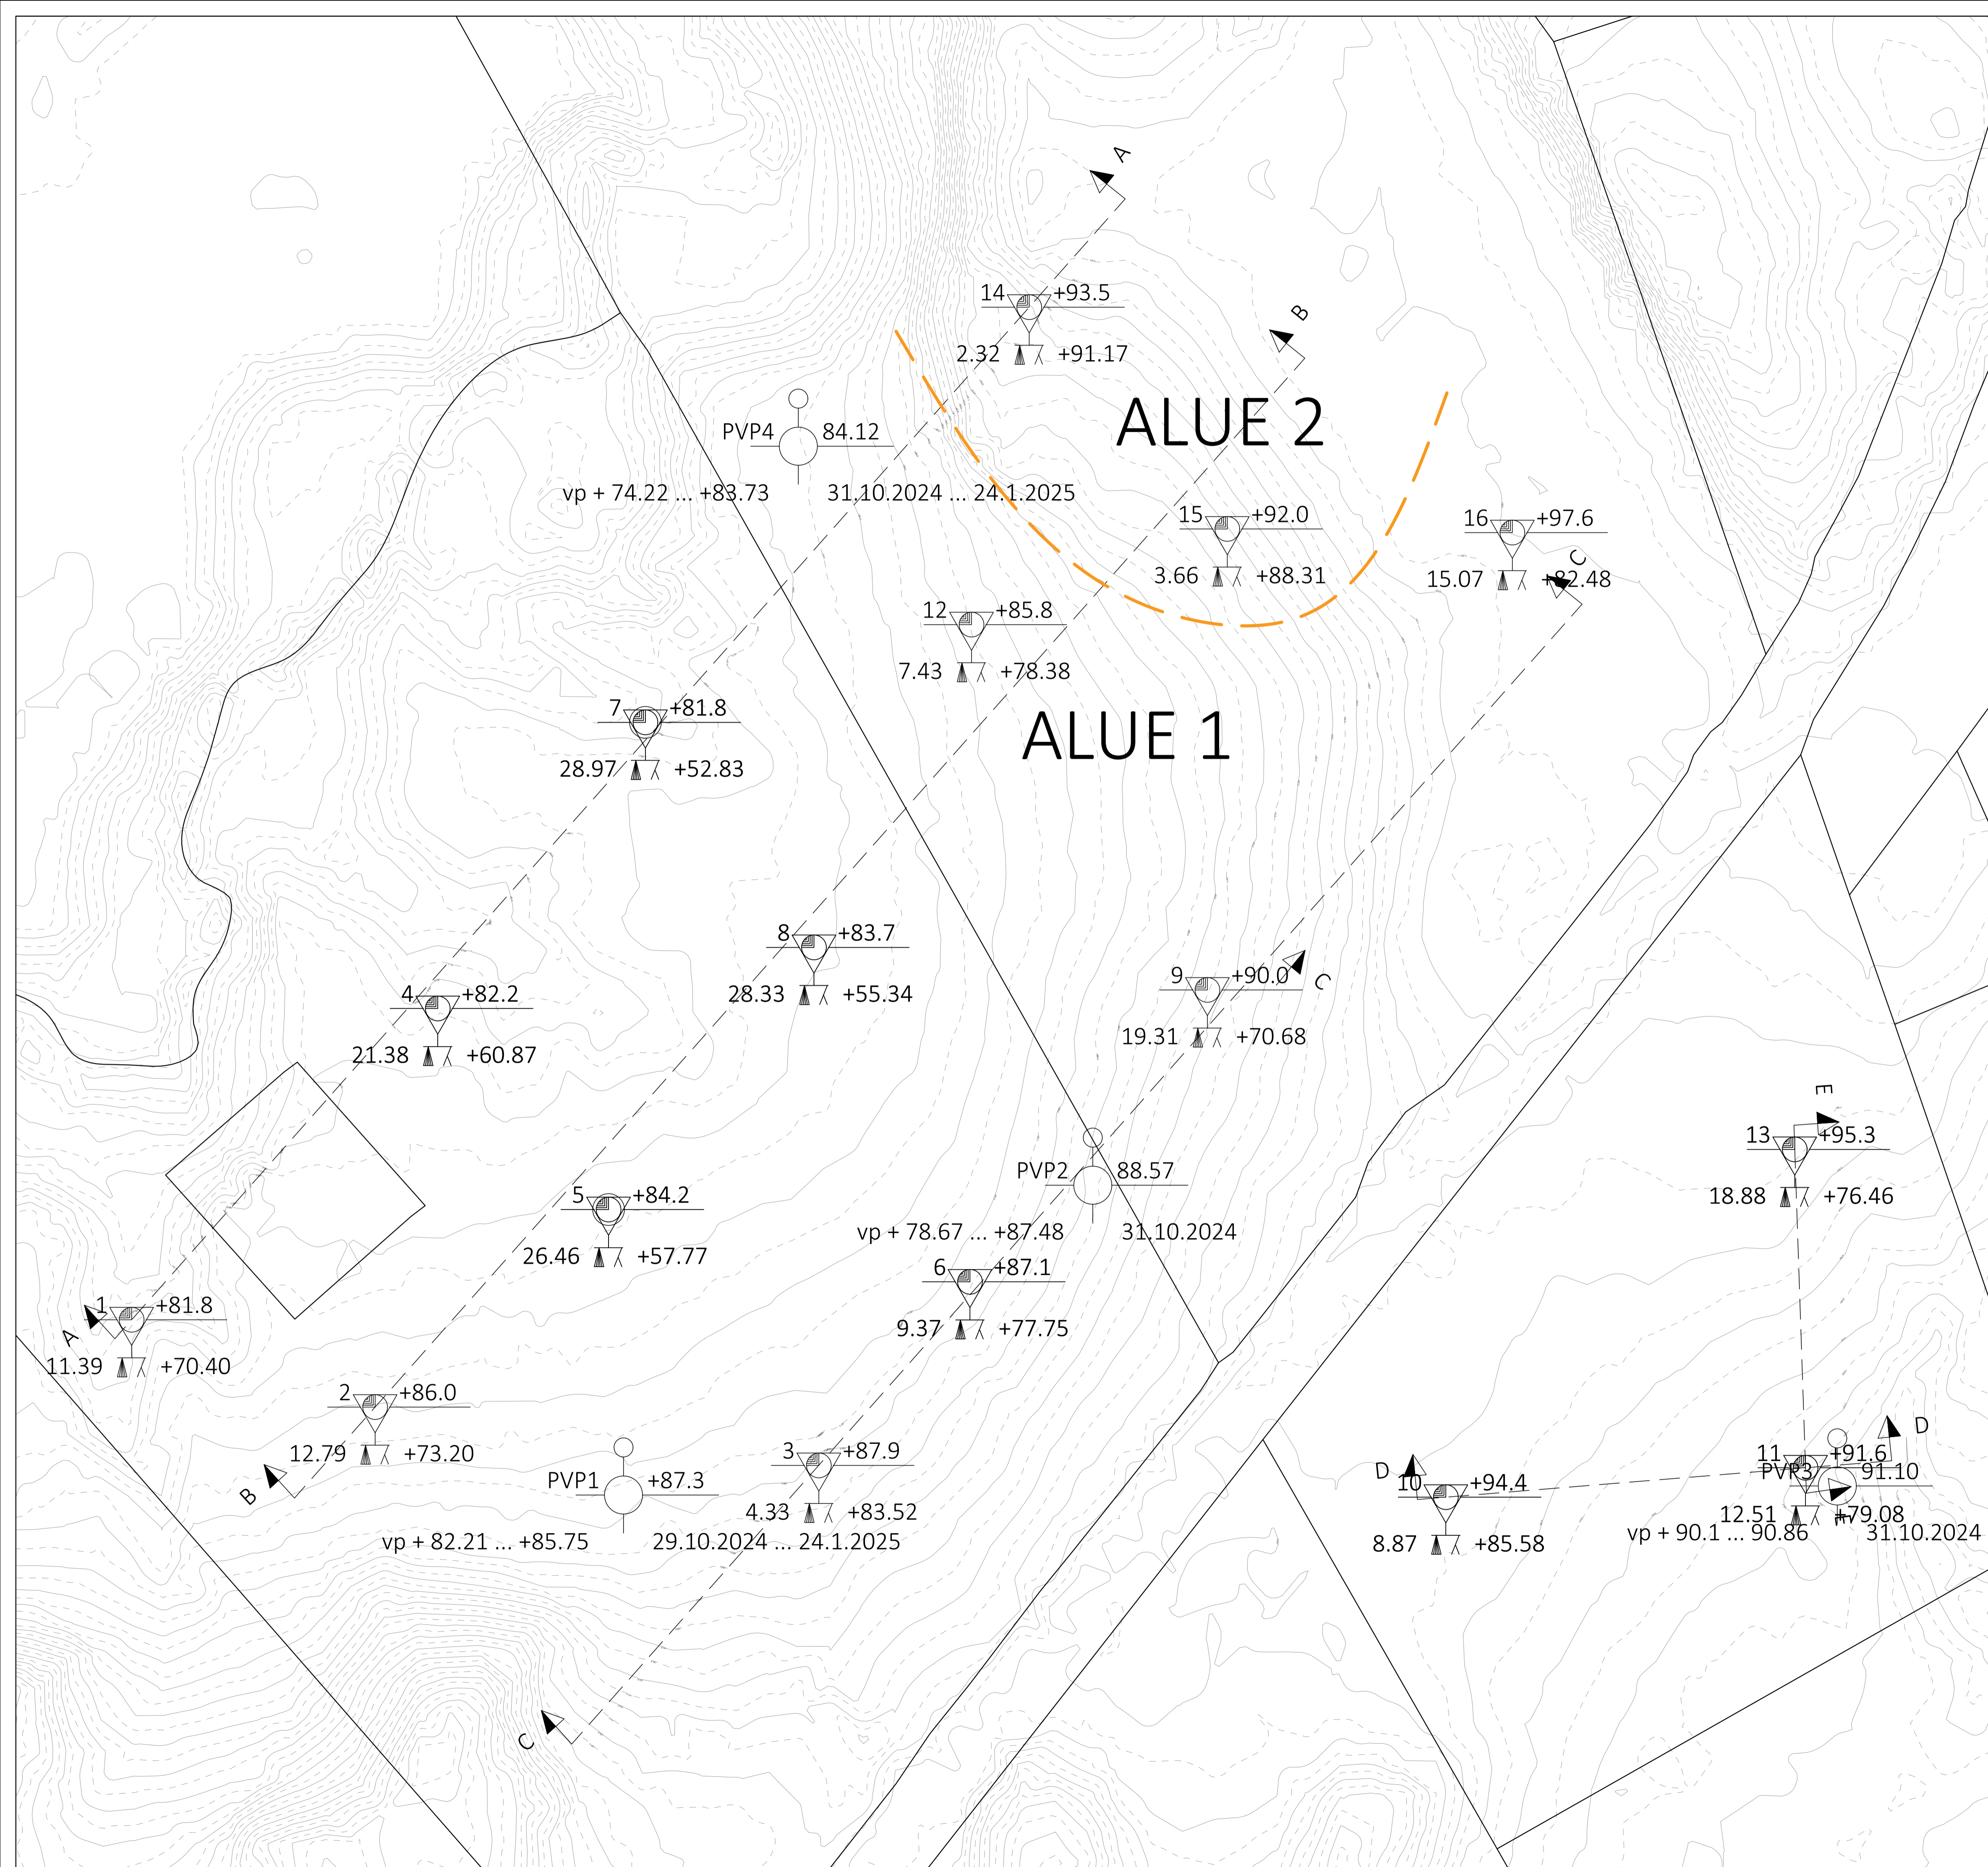 A
14 +93.5
2.32 +91.17
B
ALUE 2
PVP4 84.12
vp + 74.22 ... +83.73 31.10.2024 ... 24.1.2025
15 +92.0
3.66 +88.31
16 +97.6
C
15.07 +82.48
12 +85.8
7.43 +78.38
ALUE 1
7 +81.8
28.97 +52.83
8 +83.7
28.33 +55.34
9 +90.0
C
19.31 +70.68
4 +82.2
21.38 +60.87
E
13 +95.3
18.88 +76.46
PVP2 88.57
vp + 78.67 ... +87.48 31.10.2024
5 +84.2
26.46 +57.77
6 +87.1
9.37 +77.75
1 +81.8
A
11.39 +70.40
2 +86.0
12.79 +73.20
B
PVP1 +87.3
vp + 82.21 ... +85.75 29.10.2024 ... 24.1.2025
3 +87.9
4.33 +83.52
D
10 +94.4
8.87 +85.58
D
11 +91.6
PVP3 91.10
12.51 +79.08
E
vp + 90.1 ... 90.86 31.10.2024
C